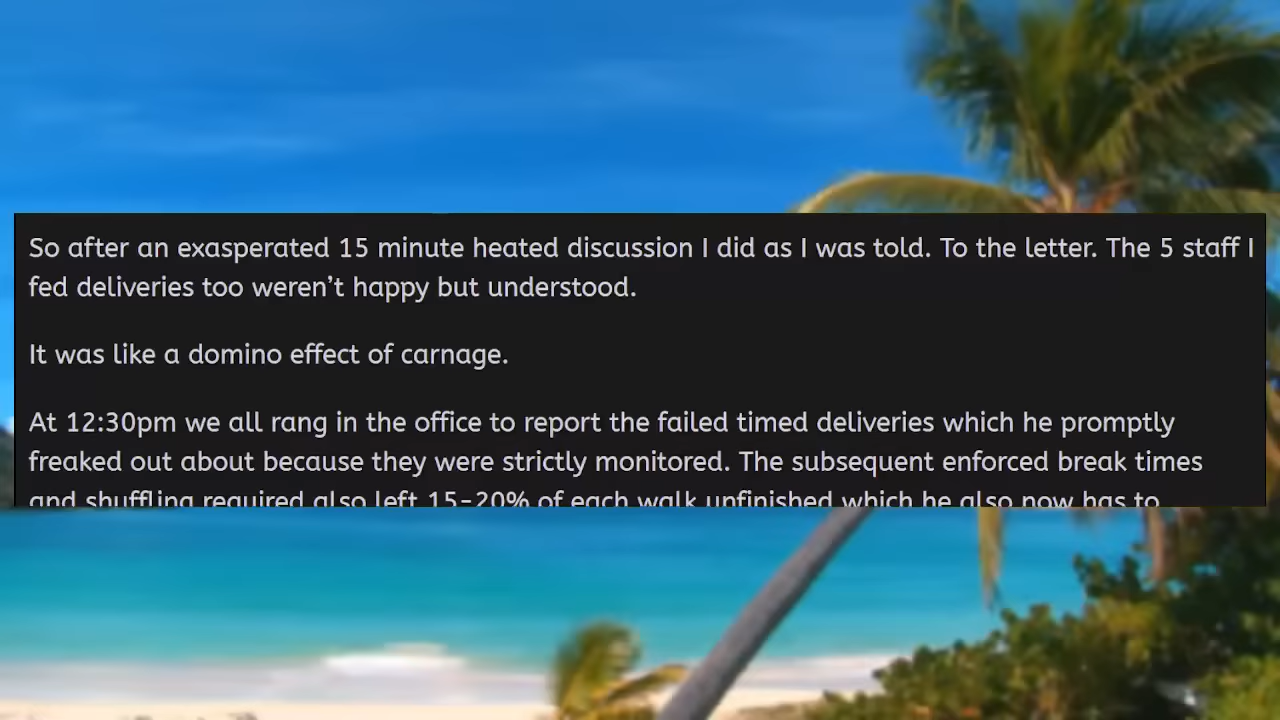 So after an exasperated 15 minute heated discussion I did as I was told. To the letter. The 5 staff I
fed deliveries too weren’t happy but understood.
It was like a domino effect of carnage.
At 12:30pm we all rang in the office to report the failed timed deliveries which he promptly
freaked out about because they were strictly monitored. The subsequent enforced break times
and shuffling required also left 15-20% of each walk unfinished which he also now has to